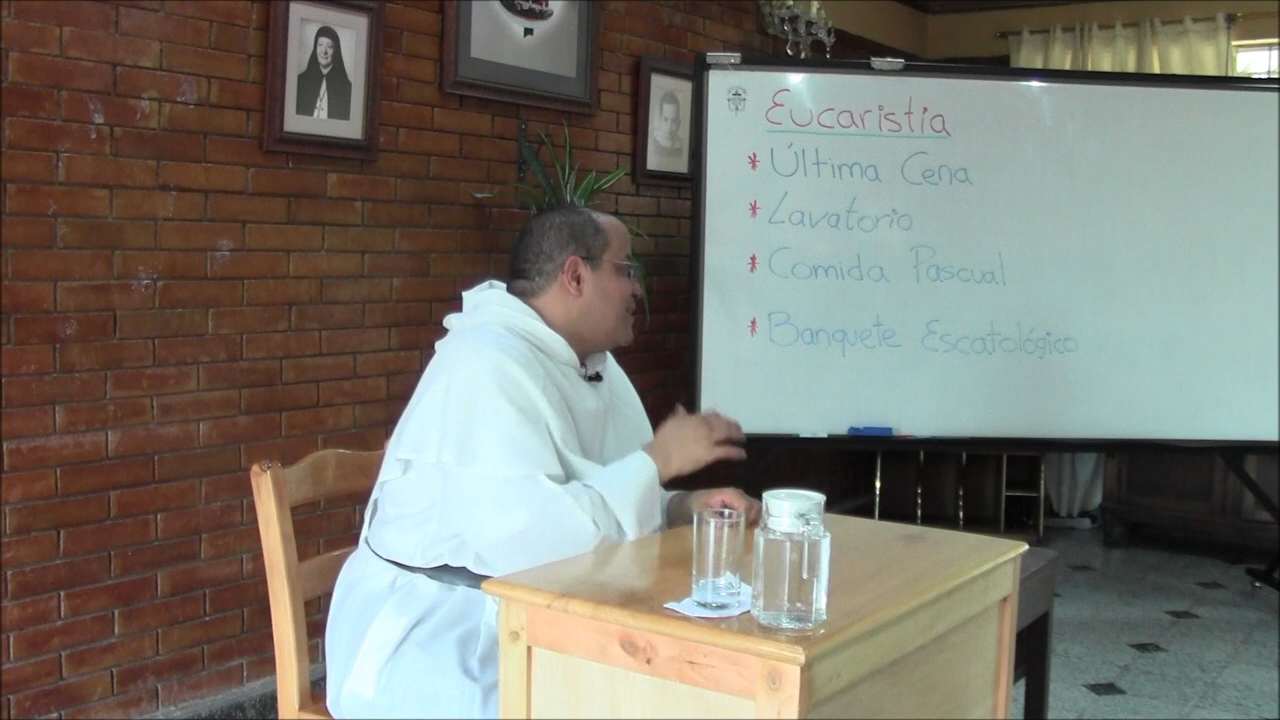 Eucaristía
* Última Cena
* Lavatorio
* Comida Pascual
* Banquete Escatológico